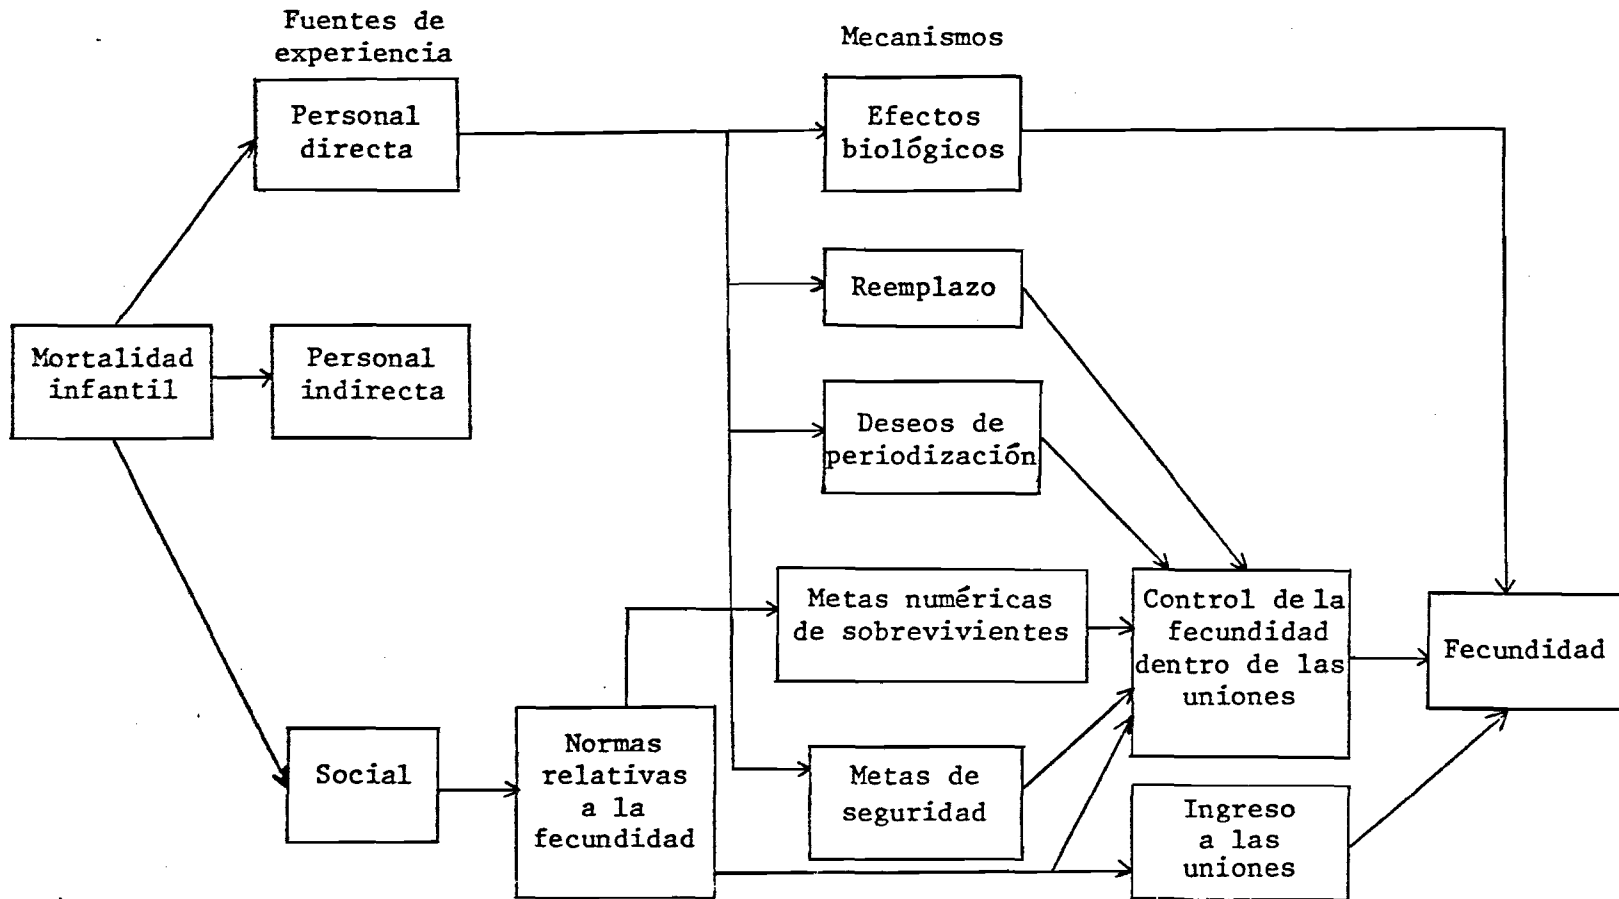 Fuentes de
experiencia
Mecanismos
Personal
directa
Efectos
biológicos
Reemplazo
Mortalidad
infantil
Personal
indirecta
Deseos de
periodización
Metas numéricas
de sobrevivientes
Control de la
fecundidad
dentro de las
uniones
Fecundidad
Social
Normas
relativas
a la
fecundidad
Metas de
seguridad
Ingreso
a las
uniones